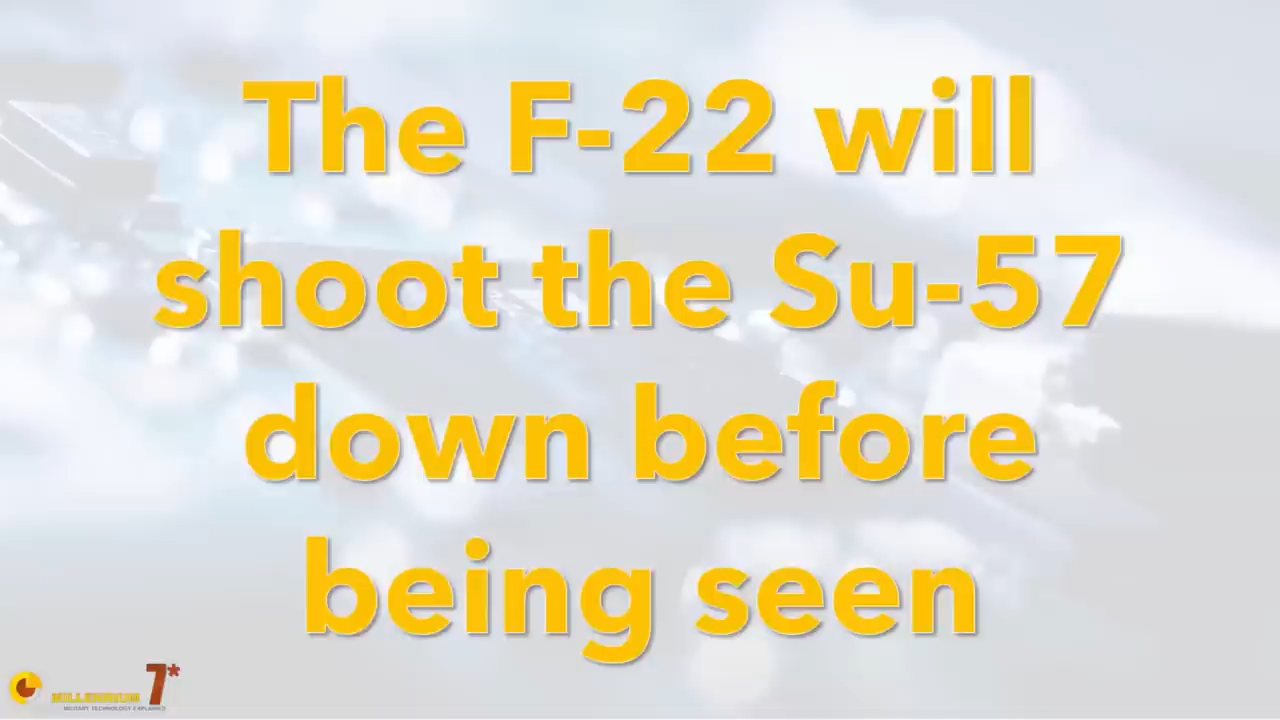 The F-22 will
shoot the Su-57
down before
being seen
MILLENNIUM 7*
MILITARY TECHNOLOGY EXPLAINED